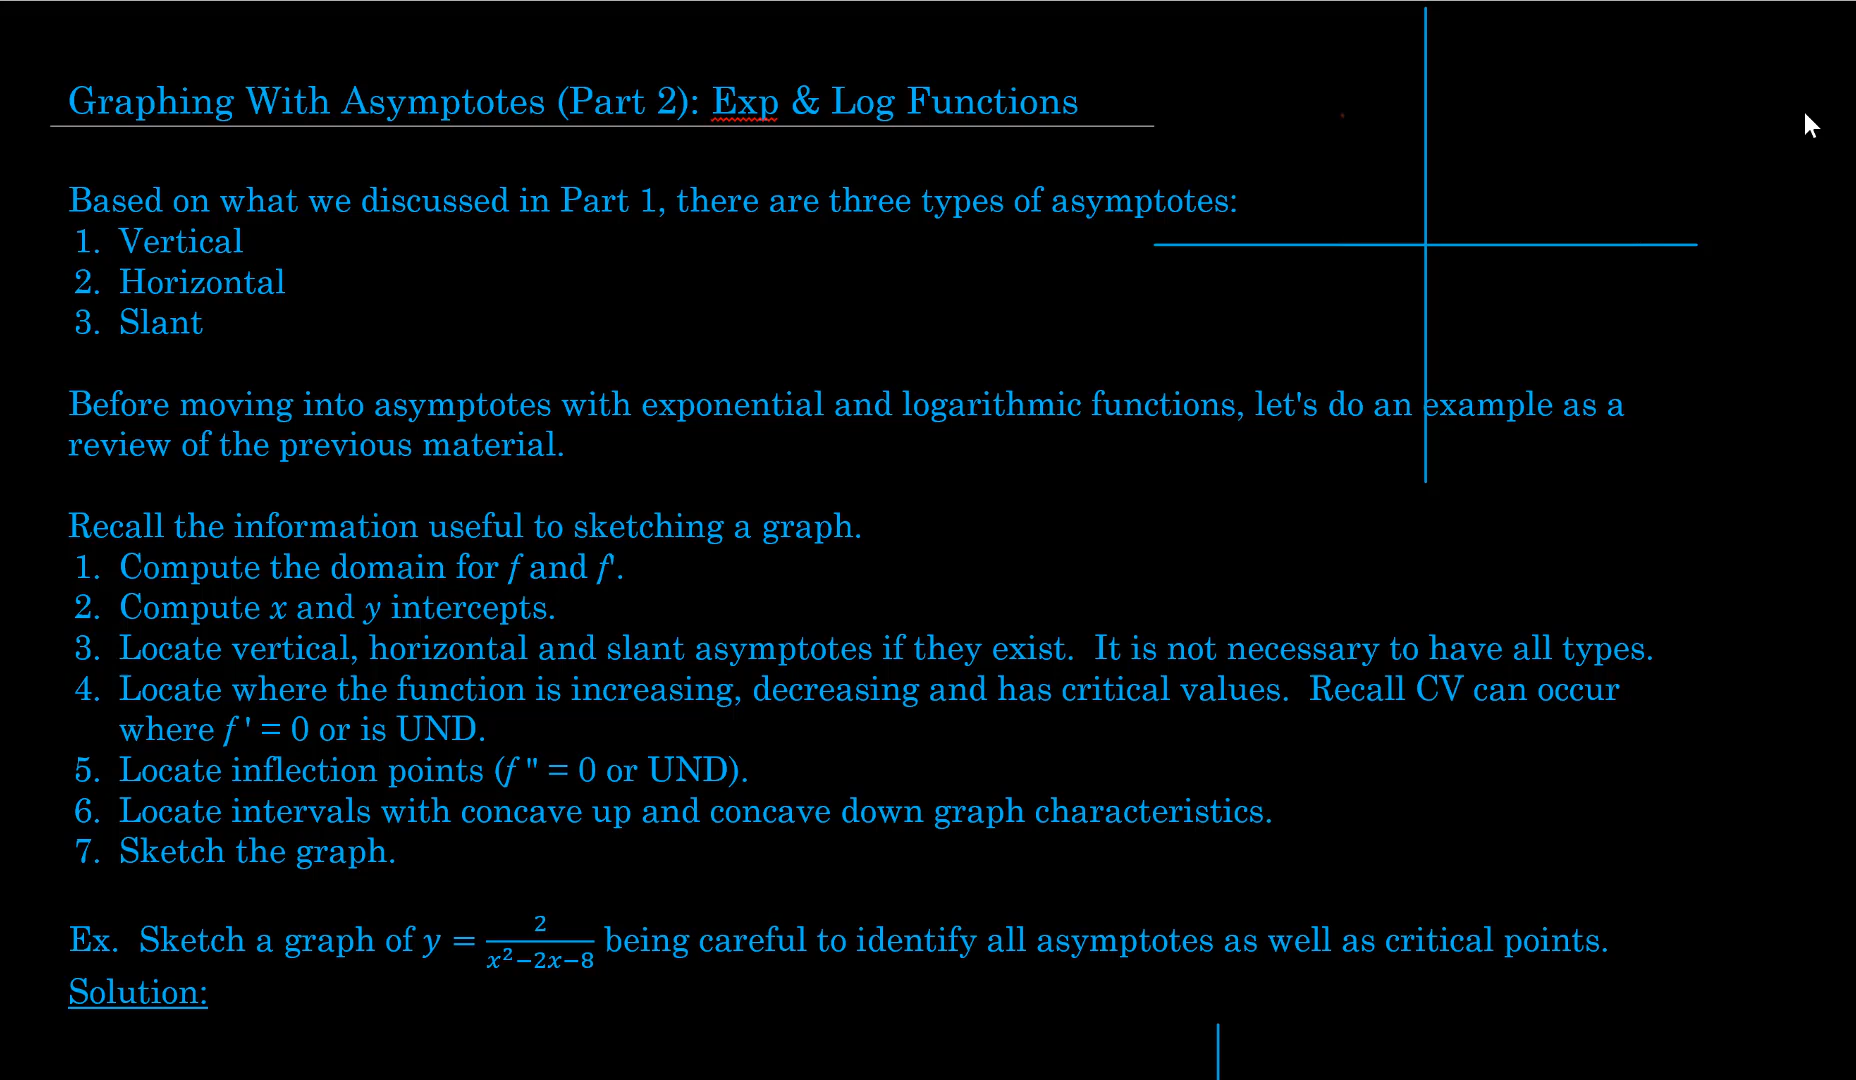 Graphing With Asymptotes (Part 2): Exp & Log Functions
Based on what we discussed in Part 1, there are three types of asymptotes:
1. Vertical
2. Horizontal
3. Slant
Before moving into asymptotes with exponential and logarithmic functions, let's do an example as a
review of the previous material.
Recall the information useful to sketching a graph.
1. Compute the domain for f and f'.
2. Compute x and y intercepts.
3. Locate vertical, horizontal and slant asymptotes if they exist. It is not necessary to have all types.
4. Locate where the function is increasing, decreasing and has critical values. Recall CV can occur
where f ' = 0 or is UND.
5. Locate inflection points (f " = 0 or UND).
6. Locate intervals with concave up and concave down graph characteristics.
7. Sketch the graph.
Ex. Sketch a graph of y = 2/(x²−2x−8) being careful to identify all asymptotes as well as critical points.
Solution: